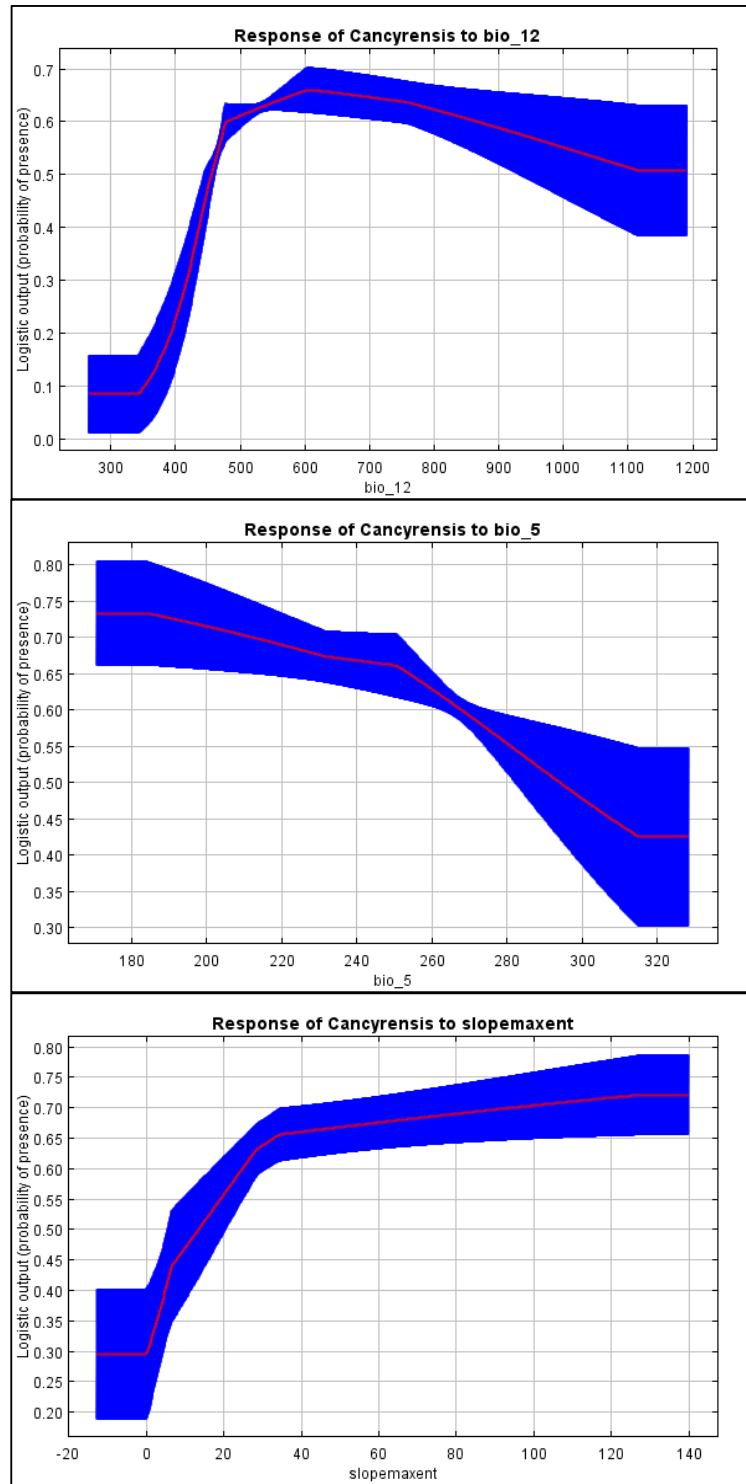 Response of Cancyrensis to bio_12
Logistic output (probability of presence)
0.7
0.6
0.5
0.4
0.3
0.2
0.1
0.0
300 400 500 600 700 800 900 1000 1100 1200
bio_12
Response of Cancyrensis to bio_5
Logistic output (probability of presence)
0.80
0.75
0.70
0.65
0.60
0.55
0.50
0.45
0.40
0.35
0.30
180 200 220 240 260 280 300 320
bio_5
Response of Cancyrensis to slopemaxent
Logistic output (probability of presence)
0.80
0.75
0.70
0.65
0.60
0.55
0.50
0.45
0.40
0.35
0.30
0.25
0.20
-20 0 20 40 60 80 100 120 140
slopemaxent